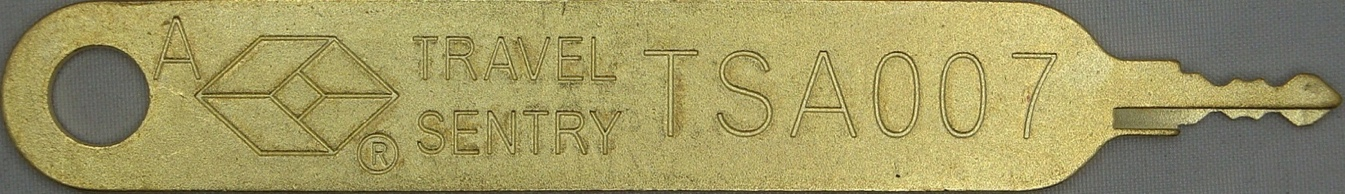 A
TRAVEL
SENTRY
®
TSA007